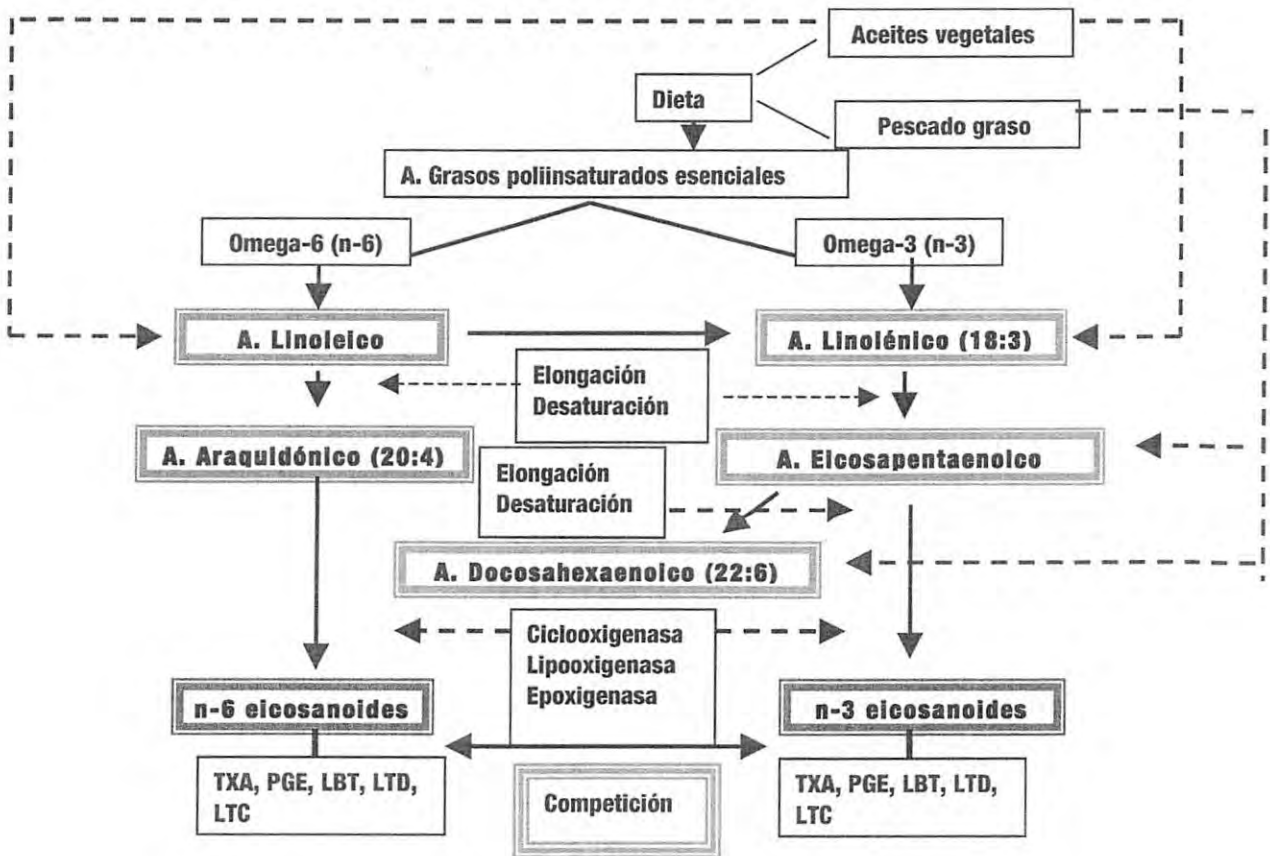 Aceites vegetales
Dieta
Pescado graso
A. Grasos poliinsaturados esenciales
Omega-6 (n-6)
Omega-3 (n-3)
A. Linoleico
A. Linolénico (18:3)
Elongación
Desaturación
A. Araquidónico (20:4)
A. Eicosapentaenoico
Elongación
Desaturación
A. Docosahexaenoico (22:6)
Ciclooxigenasa
Lipooxigenasa
Epoxigenasa
n-6 eicosanoides
n-3 eicosanoides
TXA, PGE, LBT, LTD,
LTC
Competición
TXA, PGE, LBT, LTD,
LTC